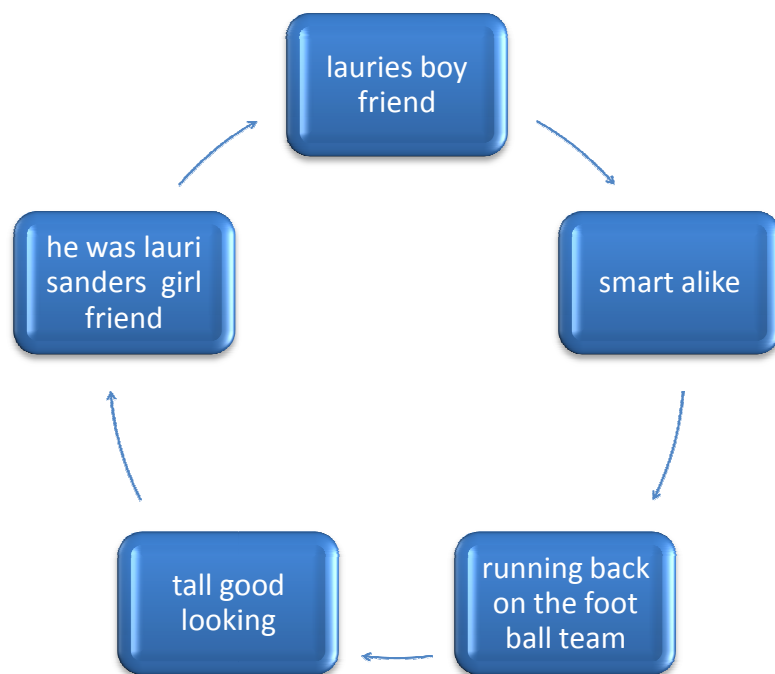 lauries boy
friend
smart alike
running back
on the foot
ball team
tall good
looking
he was lauri
sanders  girl
friend